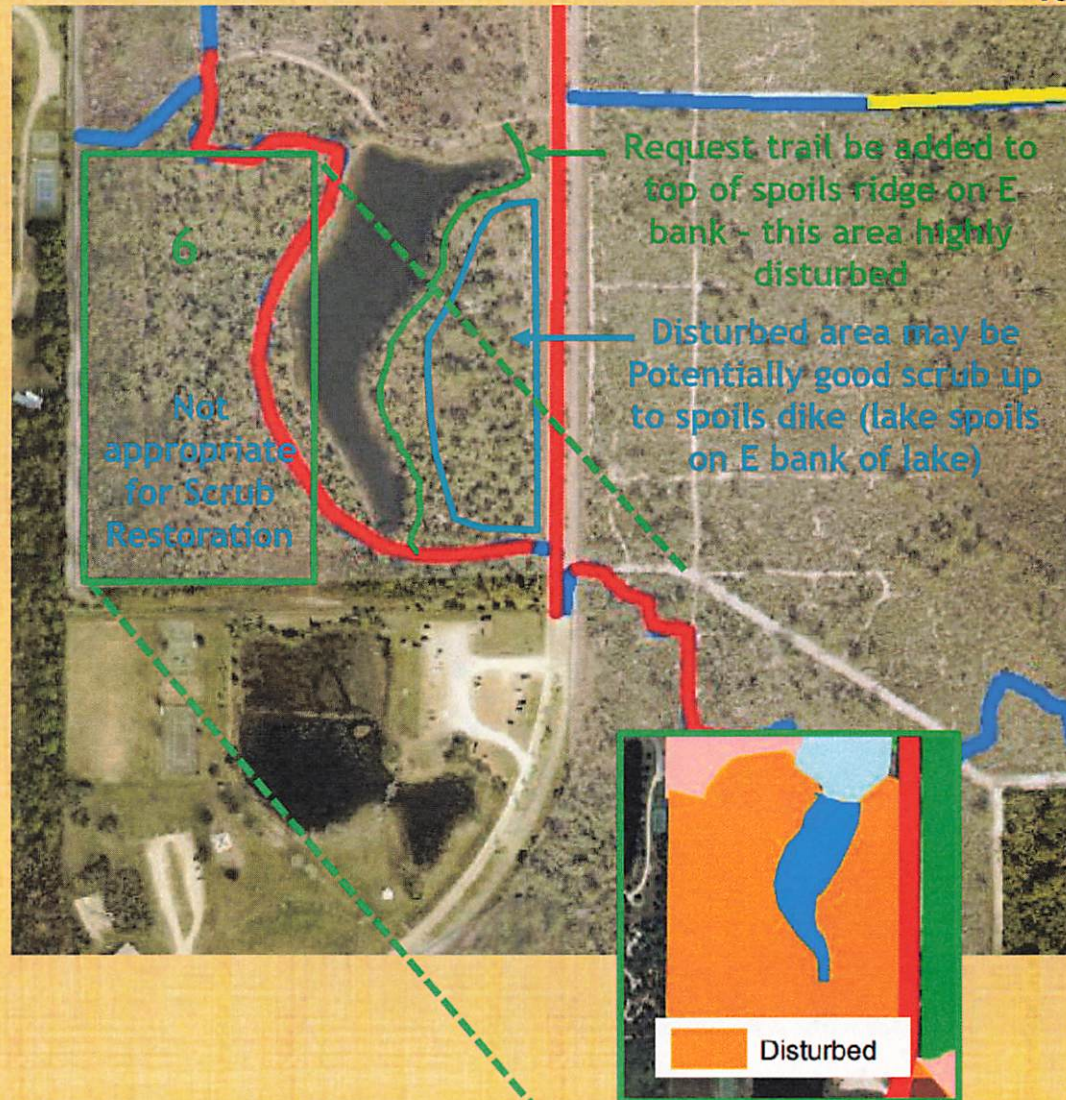 Request trail be added to
top of spoils ridge on E
bank - this area highly
disturbed
6
Disturbed area may be
Potentially good scrub up
to spoils dike (lake spoils
on E bank of lake)
Not
appropriate
for Scrub
Restoration
Disturbed